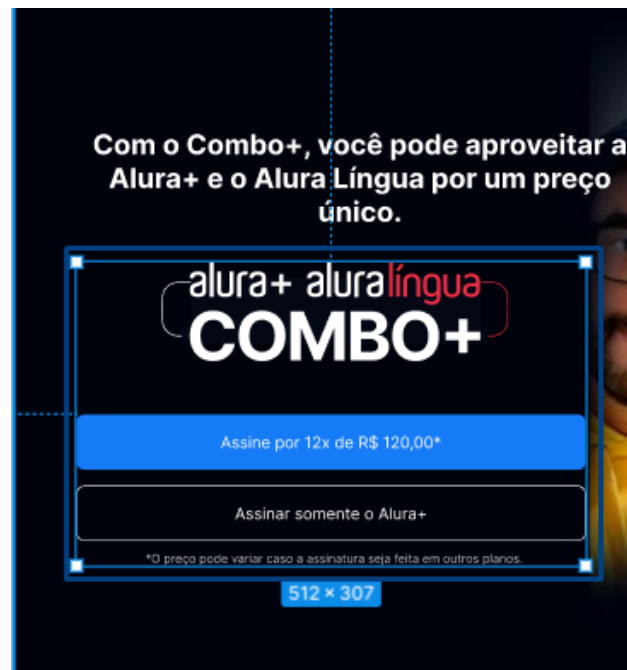 Com o Combo+, você pode aproveitar a
Alura+ e o Alura Língua por um preço
único.
alura+ aluralíngua
COMBO+
Assine por 12x de R$ 120,00*
Assinar somente o Alura+
*O preço pode variar caso a assinatura seja feita em outros planos.
512 × 307